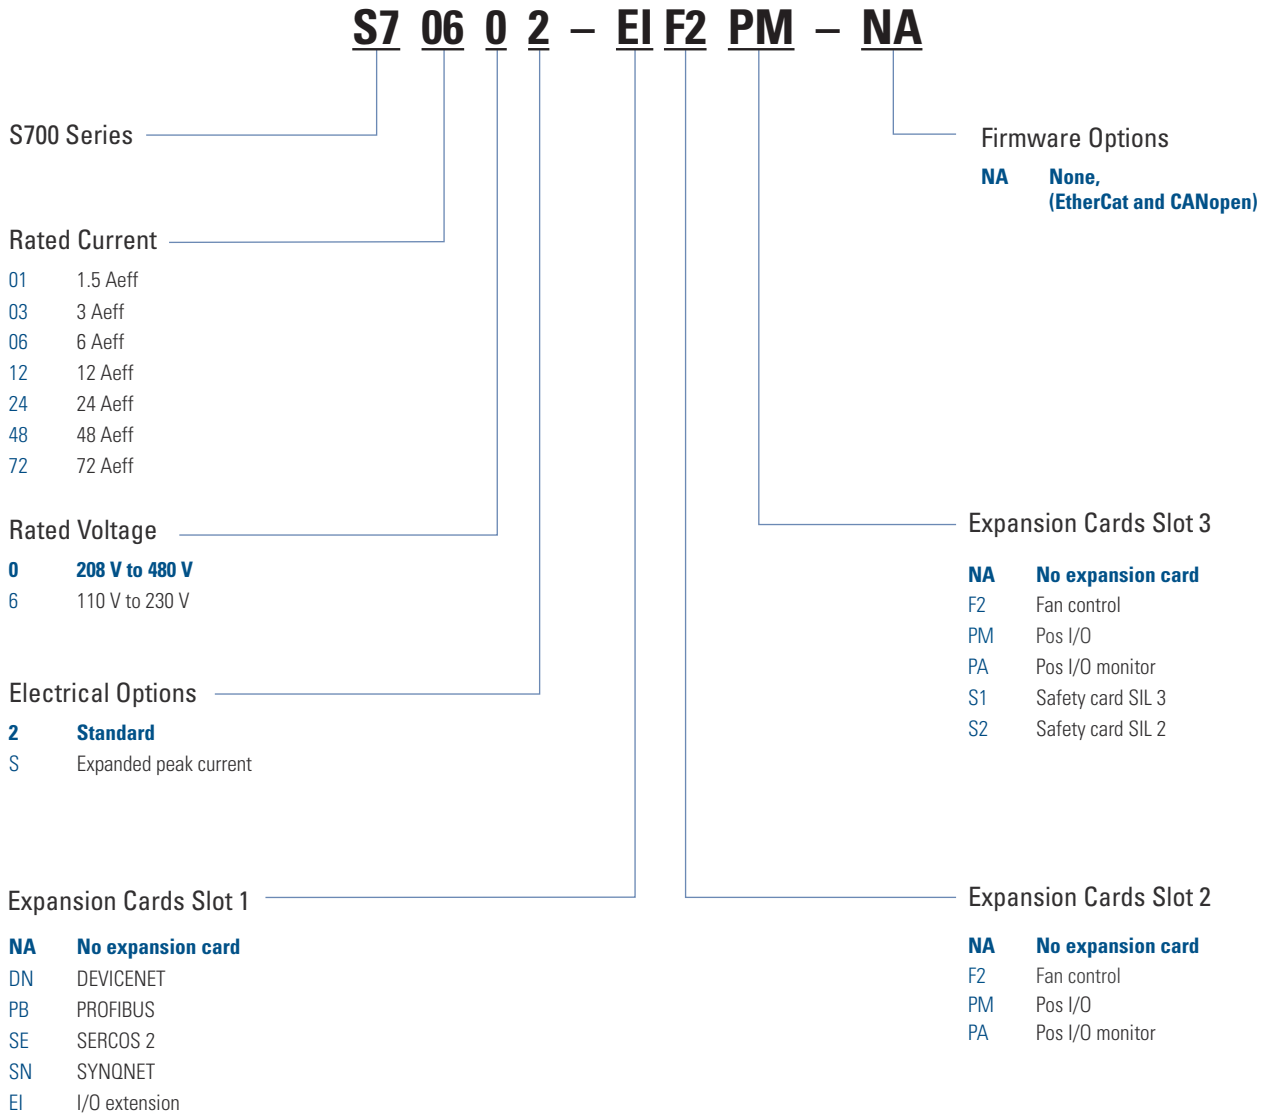 S7 06 0 2 – EI F2 PM – NA
S700 Series
Rated Current
01 1.5 Aeff
03 3 Aeff
06 6 Aeff
12 12 Aeff
24 24 Aeff
48 48 Aeff
72 72 Aeff
Rated Voltage
0 208 V to 480 V
6 110 V to 230 V
Electrical Options
2 Standard
S Expanded peak current
Expansion Cards Slot 1
NA No expansion card
DN DEVICENET
PB PROFIBUS
SE SERCOS 2
SN SYNQNET
EI I/O extension
Firmware Options
NA None,
(EtherCat and CANopen)
Expansion Cards Slot 3
NA No expansion card
F2 Fan control
PM Pos I/O
PA Pos I/O monitor
S1 Safety card SIL 3
S2 Safety card SIL 2
Expansion Cards Slot 2
NA No expansion card
F2 Fan control
PM Pos I/O
PA Pos I/O monitor